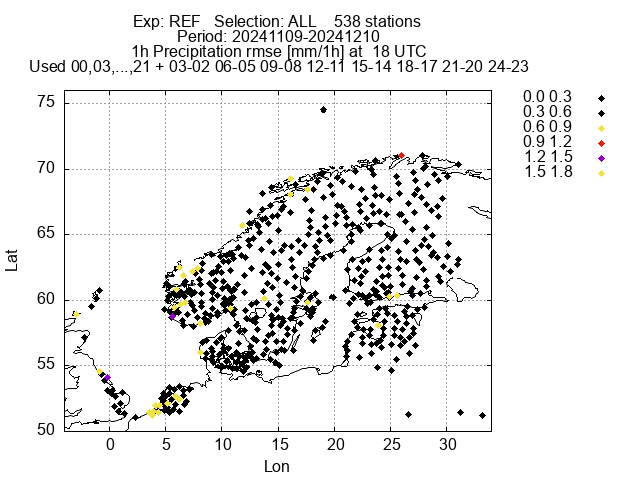 Exp: REF   Selection: ALL    538 stations
Period: 20241109-20241210
1h Precipitation rmse [mm/1h] at  18 UTC
Used 00,03,...,21 + 03-02 06-05 09-08 12-11 15-14 18-17 21-20 24-23
0.0 0.3
0.3 0.6
0.6 0.9
0.9 1.2
1.2 1.5
1.5 1.8
75
70
65
60
55
50
Lat
0 5 10 15 20 25 30
Lon